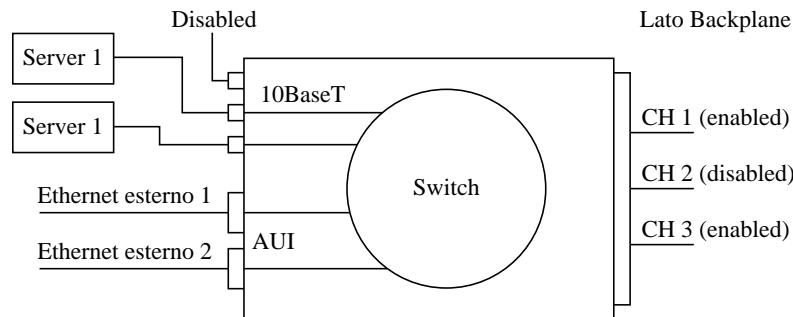 Disabled
Lato Backplane
Server 1
10BaseT
Server 1
CH 1 (enabled)
CH 2 (disabled)
Switch
Ethernet esterno 1
CH 3 (enabled)
AUI
Ethernet esterno 2